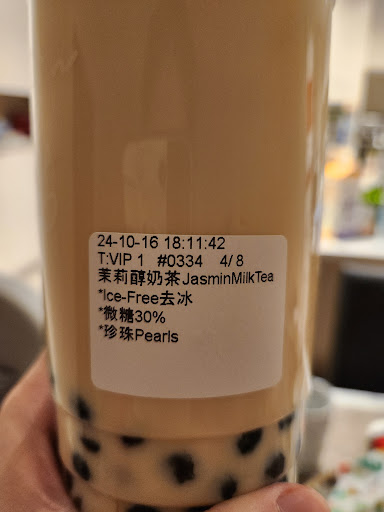 24-10-16 18:11:42
T:VIP 1 #0334 4/8
茉莉醇奶茶JasminMilkTea
*Ice-Free去冰
*微糖30%
*珍珠Pearls